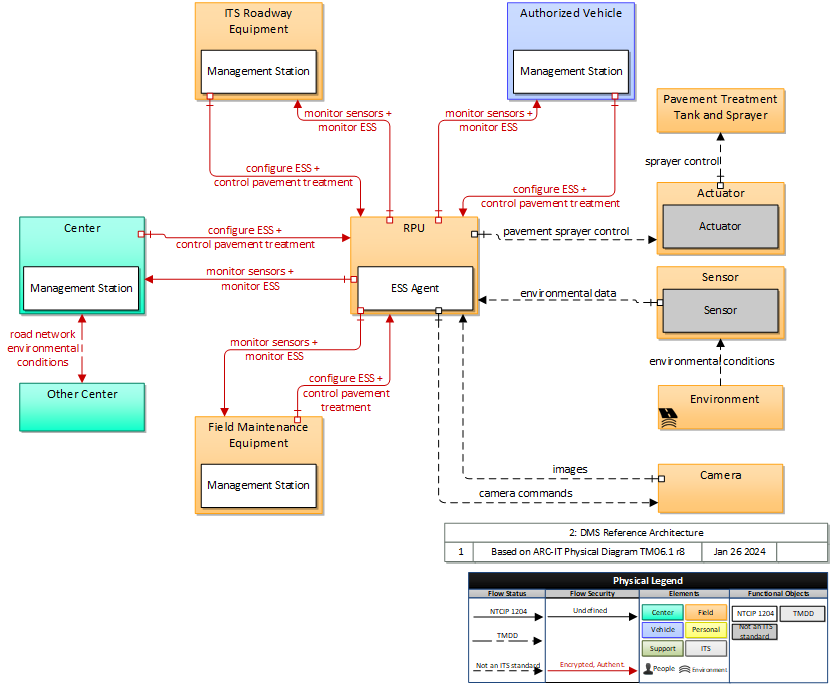 ITS Roadway
Equipment
Management Station
Authorized Vehicle
Management Station
Pavement Treatment
Tank and Sprayer
monitor sensors +
monitor ESS
monitor sensors +
monitor ESS
sprayer control
configure ESS +
control pavement treatment
configure ESS +
control pavement treatment
Actuator
Actuator
Center
configure ESS +
control pavement treatment
RPU
pavement sprayer control
monitor sensors +
monitor ESS
Management Station
ESS Agent
environmental data
Sensor
Sensor
road network
environmental
conditions
monitor sensors +
monitor ESS
environmental conditions
configure ESS +
control pavement
treatment
Other Center
Environment
Field Maintenance
Equipment
Management Station
images
camera commands
Camera
2: DMS Reference Architecture
1 Based on ARC-IT Physical Diagram TM06.1 r8 Jan 26 2024
Physical Legend
Flow Status Flow Security Elements Functional Objects
NTCIP 1204 Undefined Center Field NTCIP 1204 TMDD
TMDD Vehicle Personal Not an ITS
standard
Support ITS
Not an ITS standard Encrypted, Authent. People Environment